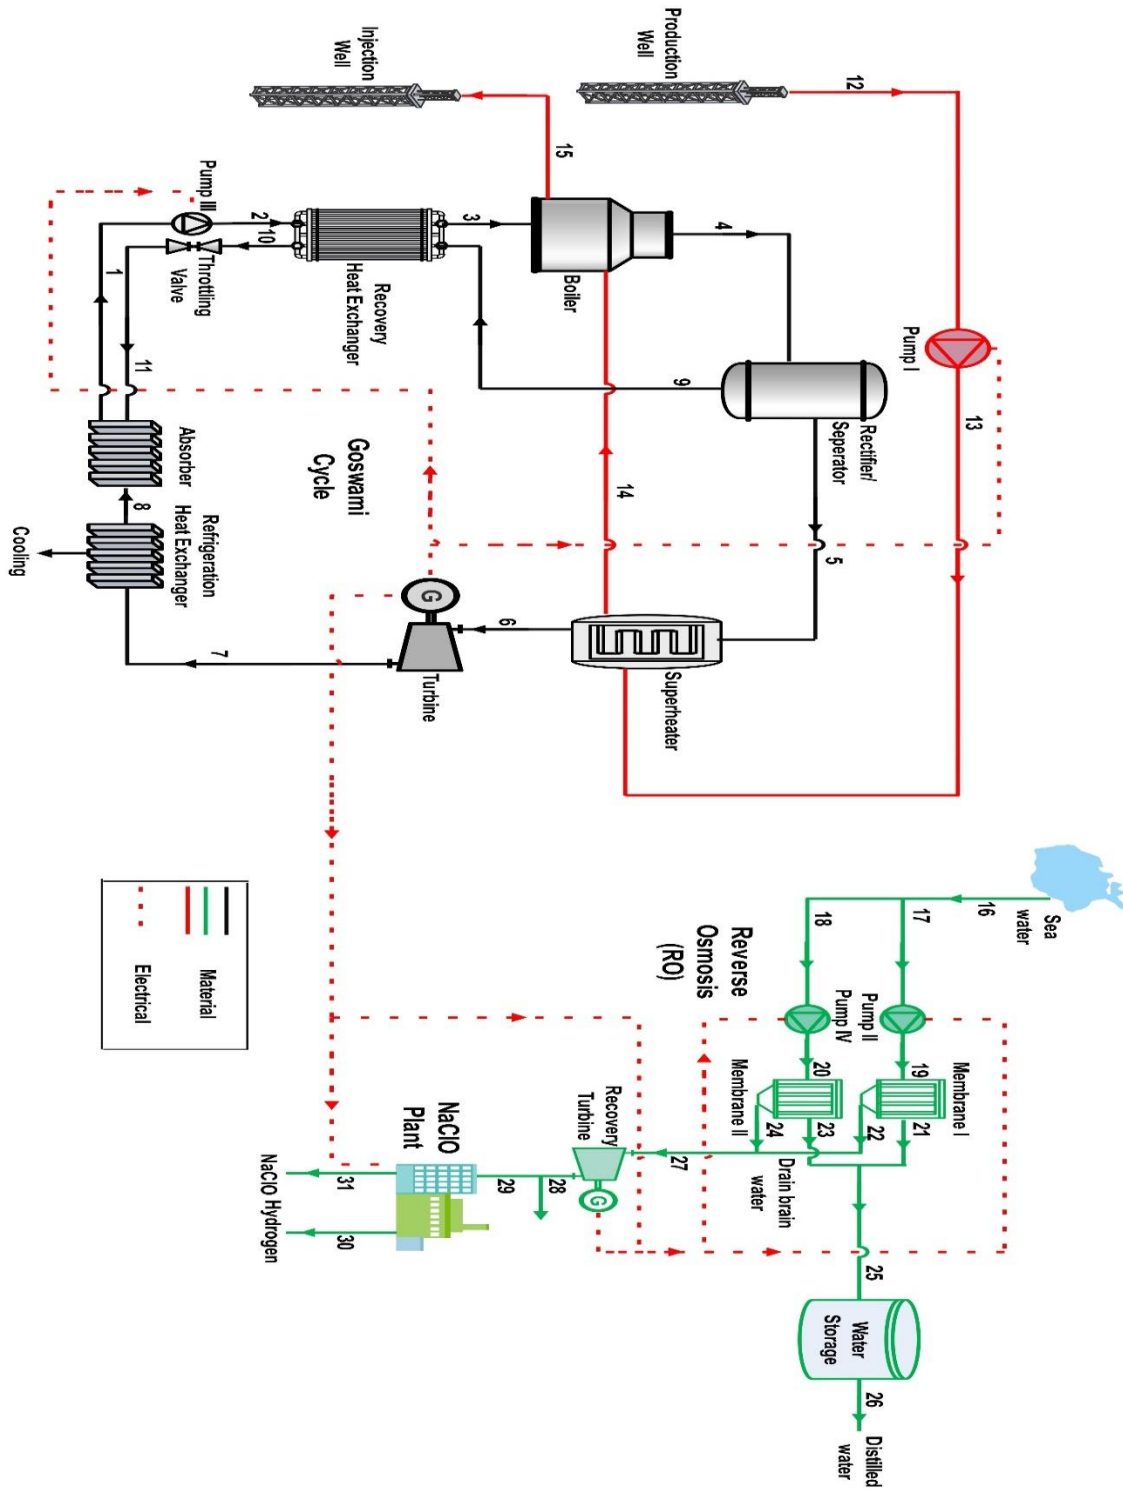 Injection
Well
Production
Well
12
15
Pump III
2
10
3
4
1
Throttling
Valve
11
Recovery
Heat Exchanger
Boiler
Pump I
9
Rectifier/
Seperator
13
Absorber
8
Refrigeration
Heat Exchanger
Cooling
Goswami
Cycle
14
5
G
6
7
Turbine
Superheater
Sea
water
16
17
18
Reverse
Osmosis
(RO)
Pump II
Pump IV
19
20
Membrane I
Membrane II
21
22
23
24
Drain brain
water
27
Recovery
Turbine
G
28
29
NaClO
Plant
31
30
NaClO Hydrogen
25
Water
Storage
26
Distilled
water
Material
Electrical